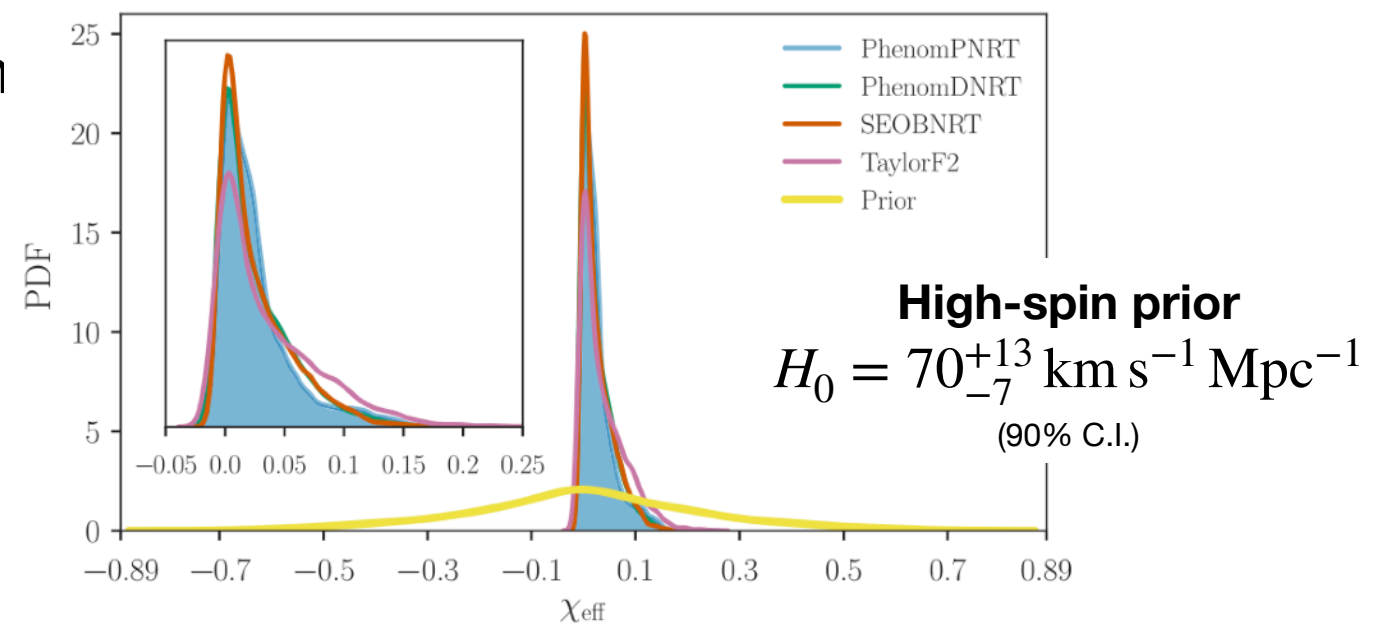 25
20
15
10
5
0
PDF
−0.05 0.0 0.05 0.1 0.15 0.2 0.25
PhenomPNRT
PhenomDNRT
SEOBNRT
TaylorF2
Prior
High-spin prior
H₀ = 70⁺¹³₋₇ km s⁻¹ Mpc⁻¹
(90% C.I.)
−0.89 −0.7 −0.5 −0.3 −0.1 0.1 0.3 0.5 0.7 0.89
χeff